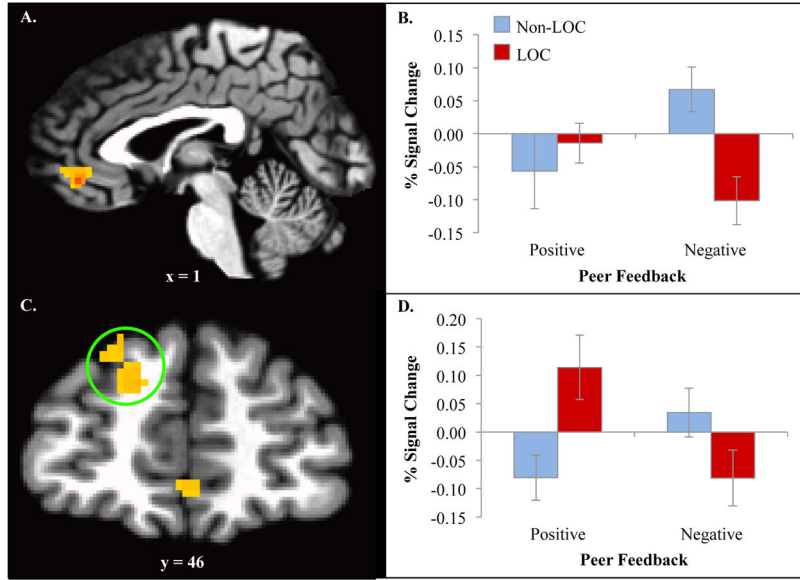 A.
x = 1
B.
Non-LOC
LOC
% Signal Change
0.15
0.10
0.05
0.00
-0.05
-0.10
-0.15
Positive
Negative
Peer Feedback
C.
y = 46
D.
% Signal Change
0.20
0.15
0.10
0.05
0.00
-0.05
-0.10
-0.15
Positive
Negative
Peer Feedback